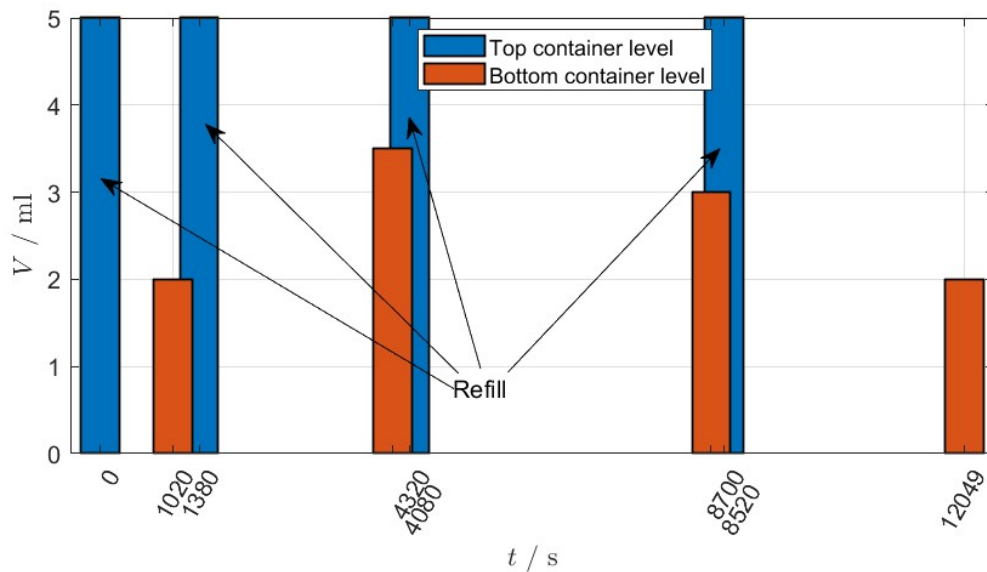 5
4
3
2
1
0
V / ml
Top container level
Bottom container level
Refill
0
1020
1380
4320
4080
8700
8520
12049
t / s